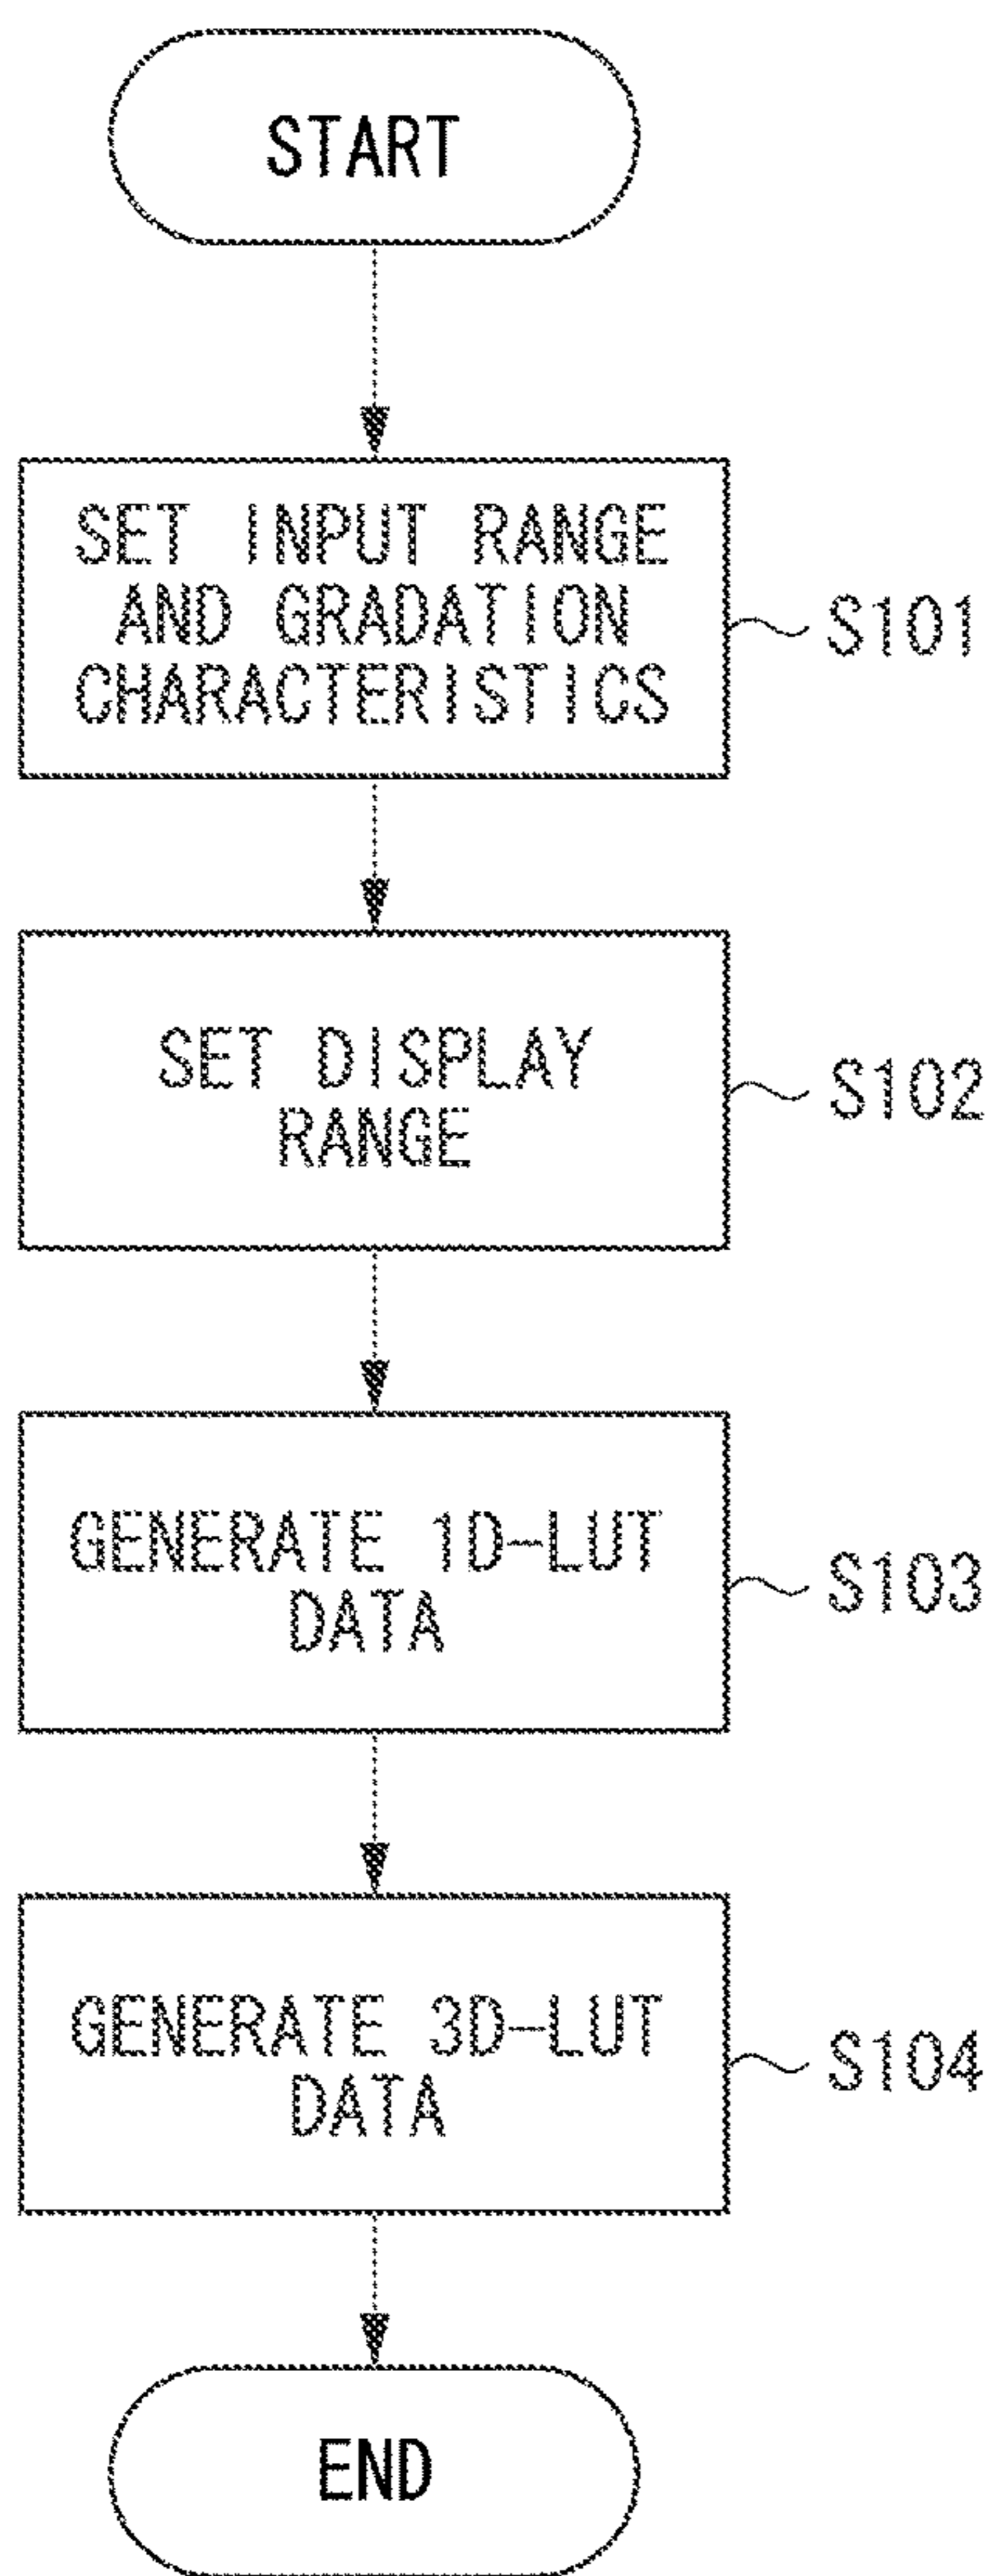 START
SET INPUT RANGE
AND GRADATION
CHARACTERISTICS
S101
SET DISPLAY
RANGE
S102
GENERATE 1D-LUT
DATA
S103
GENERATE 3D-LUT
DATA
S104
END